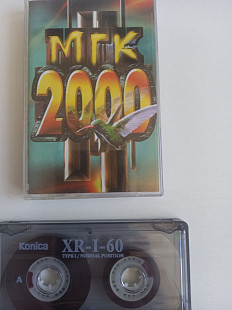 МГК
2000
Konica
XR-I-60
TYPE I / NORMAL POSITION
A